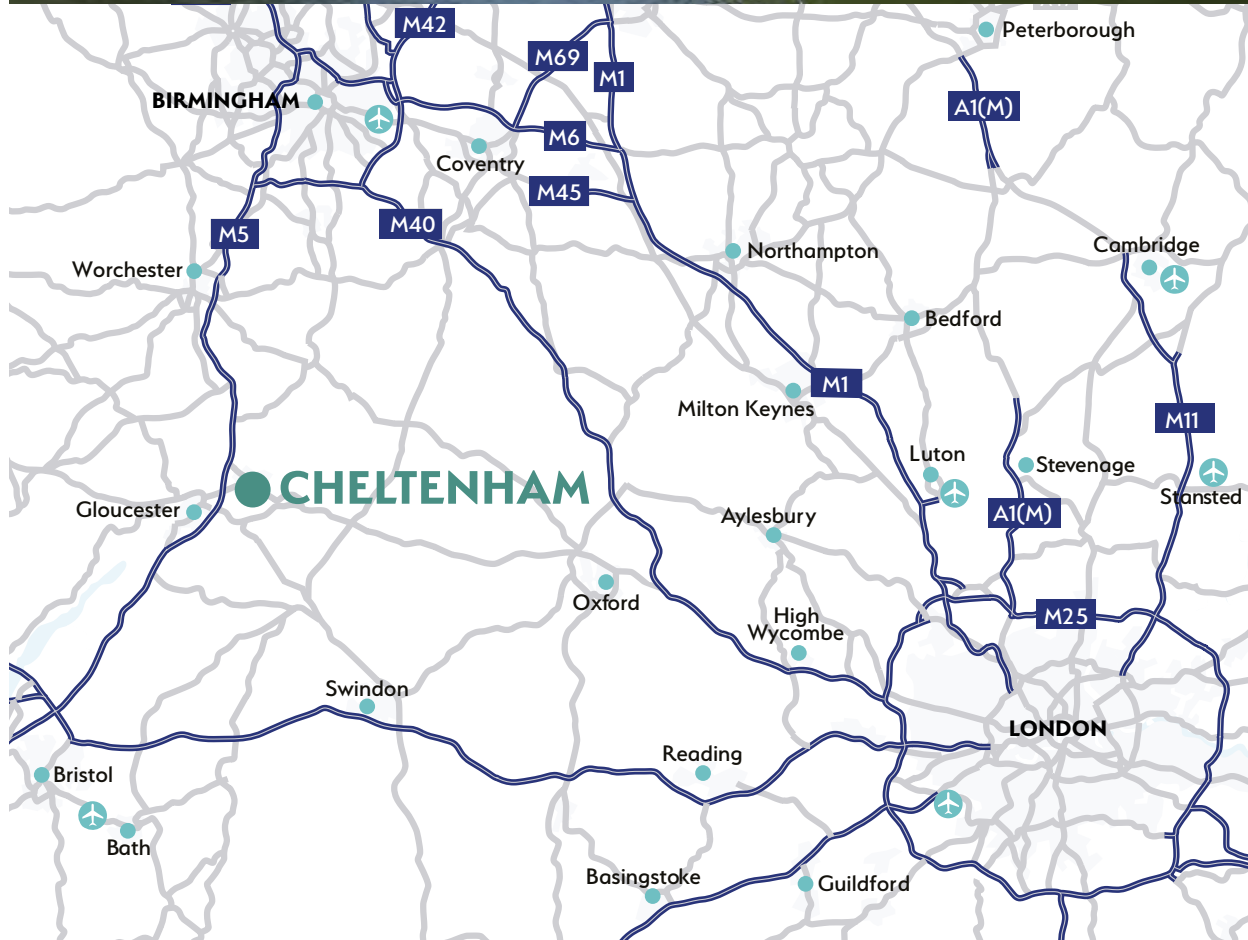 M42
Peterborough
M69
M1
BIRMINGHAM
A1(M)
M6
Coventry
M45
M40
M5
Cambridge
Northampton
Worchester
Bedford
M1
Milton Keynes
M11
Luton
Stevenage
CHELTENHAM
Stansted
Gloucester
Aylesbury
A1(M)
Oxford
High
Wycombe
M25
Swindon
LONDON
Reading
Bristol
Bath
Basingstoke
Guildford